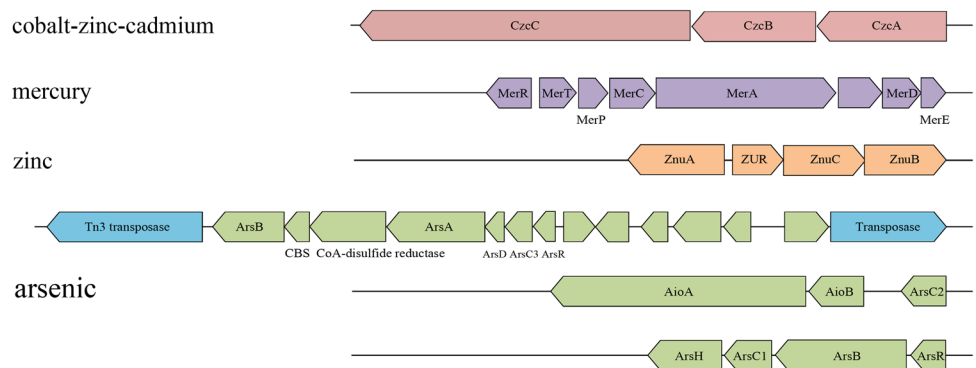 cobalt-zinc-cadmium
CzcC CzcB CzcA
mercury
MerR MerT MerC MerA MerD
MerP MerE
zinc
ZnuA ZUR ZnuC ZnuB
Tn3 transposase ArsB ArsA Transposase
CBS CoA-disulfide reductase ArsD ArsC3 ArsR
arsenic
AioA AioB ArsC2
ArsH ArsC1 ArsB ArsR